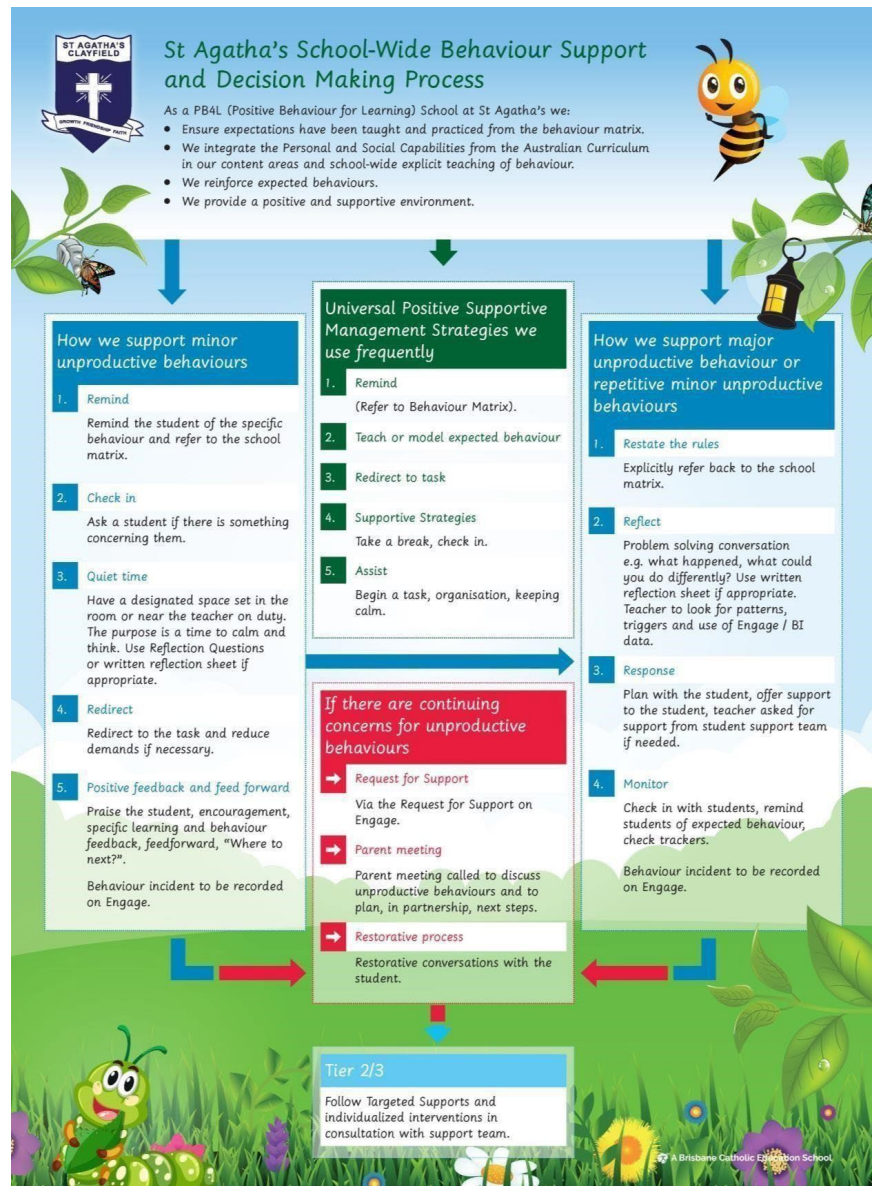 ST AGATHA'S
CLAYFIELD
GROWTH FRIENDSHIP FAITH
St Agatha's School-Wide Behaviour Support
and Decision Making Process
As a PB4L (Positive Behaviour for Learning) School at St Agatha's we:
• Ensure expectations have been taught and practiced from the behaviour matrix.
• We integrate the Personal and Social Capabilities from the Australian Curriculum
in our content areas and school-wide explicit teaching of behaviour.
• We reinforce expected behaviours.
• We provide a positive and supportive environment.
How we support minor
unproductive behaviours
1. Remind
Remind the student of the specific
behaviour and refer to the school
matrix.
2. Check in
Ask a student if there is something
concerning them.
3. Quiet time
Have a designated space set in the
room or near the teacher on duty.
The purpose is a time to calm and
think. Use Reflection Questions
or written reflection sheet if
appropriate.
4. Redirect
Redirect to the task and reduce
demands if necessary.
5. Positive feedback and feed forward
Praise the student, encouragement,
specific learning and behaviour
feedback, feedforward, "Where to
next?".
Behaviour incident to be recorded
on Engage.
Universal Positive Supportive
Management Strategies we
use frequently
1. Remind
(Refer to Behaviour Matrix).
2. Teach or model expected behaviour
3. Redirect to task
4. Supportive Strategies
Take a break, check in.
5. Assist
Begin a task, organisation, keeping
calm.
If there are continuing
concerns for unproductive
behaviours
Request for Support
Via the Request for Support on
Engage.
Parent meeting
Parent meeting called to discuss
unproductive behaviours and to
plan, in partnership, next steps.
Restorative process
Restorative conversations with the
student.
How we support major
unproductive behaviour or
repetitive minor unproductive
behaviours
1. Restate the rules
Explicitly refer back to the school
matrix.
2. Reflect
Problem solving conversation
e.g. what happened, what could
you do differently? Use written
reflection sheet if appropriate.
Teacher to look for patterns,
triggers and use of Engage / BI
data.
3. Response
Plan with the student, offer support
to the student, teacher asked for
support from student support team
if needed.
4. Monitor
Check in with students, remind
students of expected behaviour,
check trackers.
Behaviour incident to be recorded
on Engage.
Tier 2/3
Follow Targeted Supports and
individualized interventions in
consultation with support team.
A Brisbane Catholic Education School